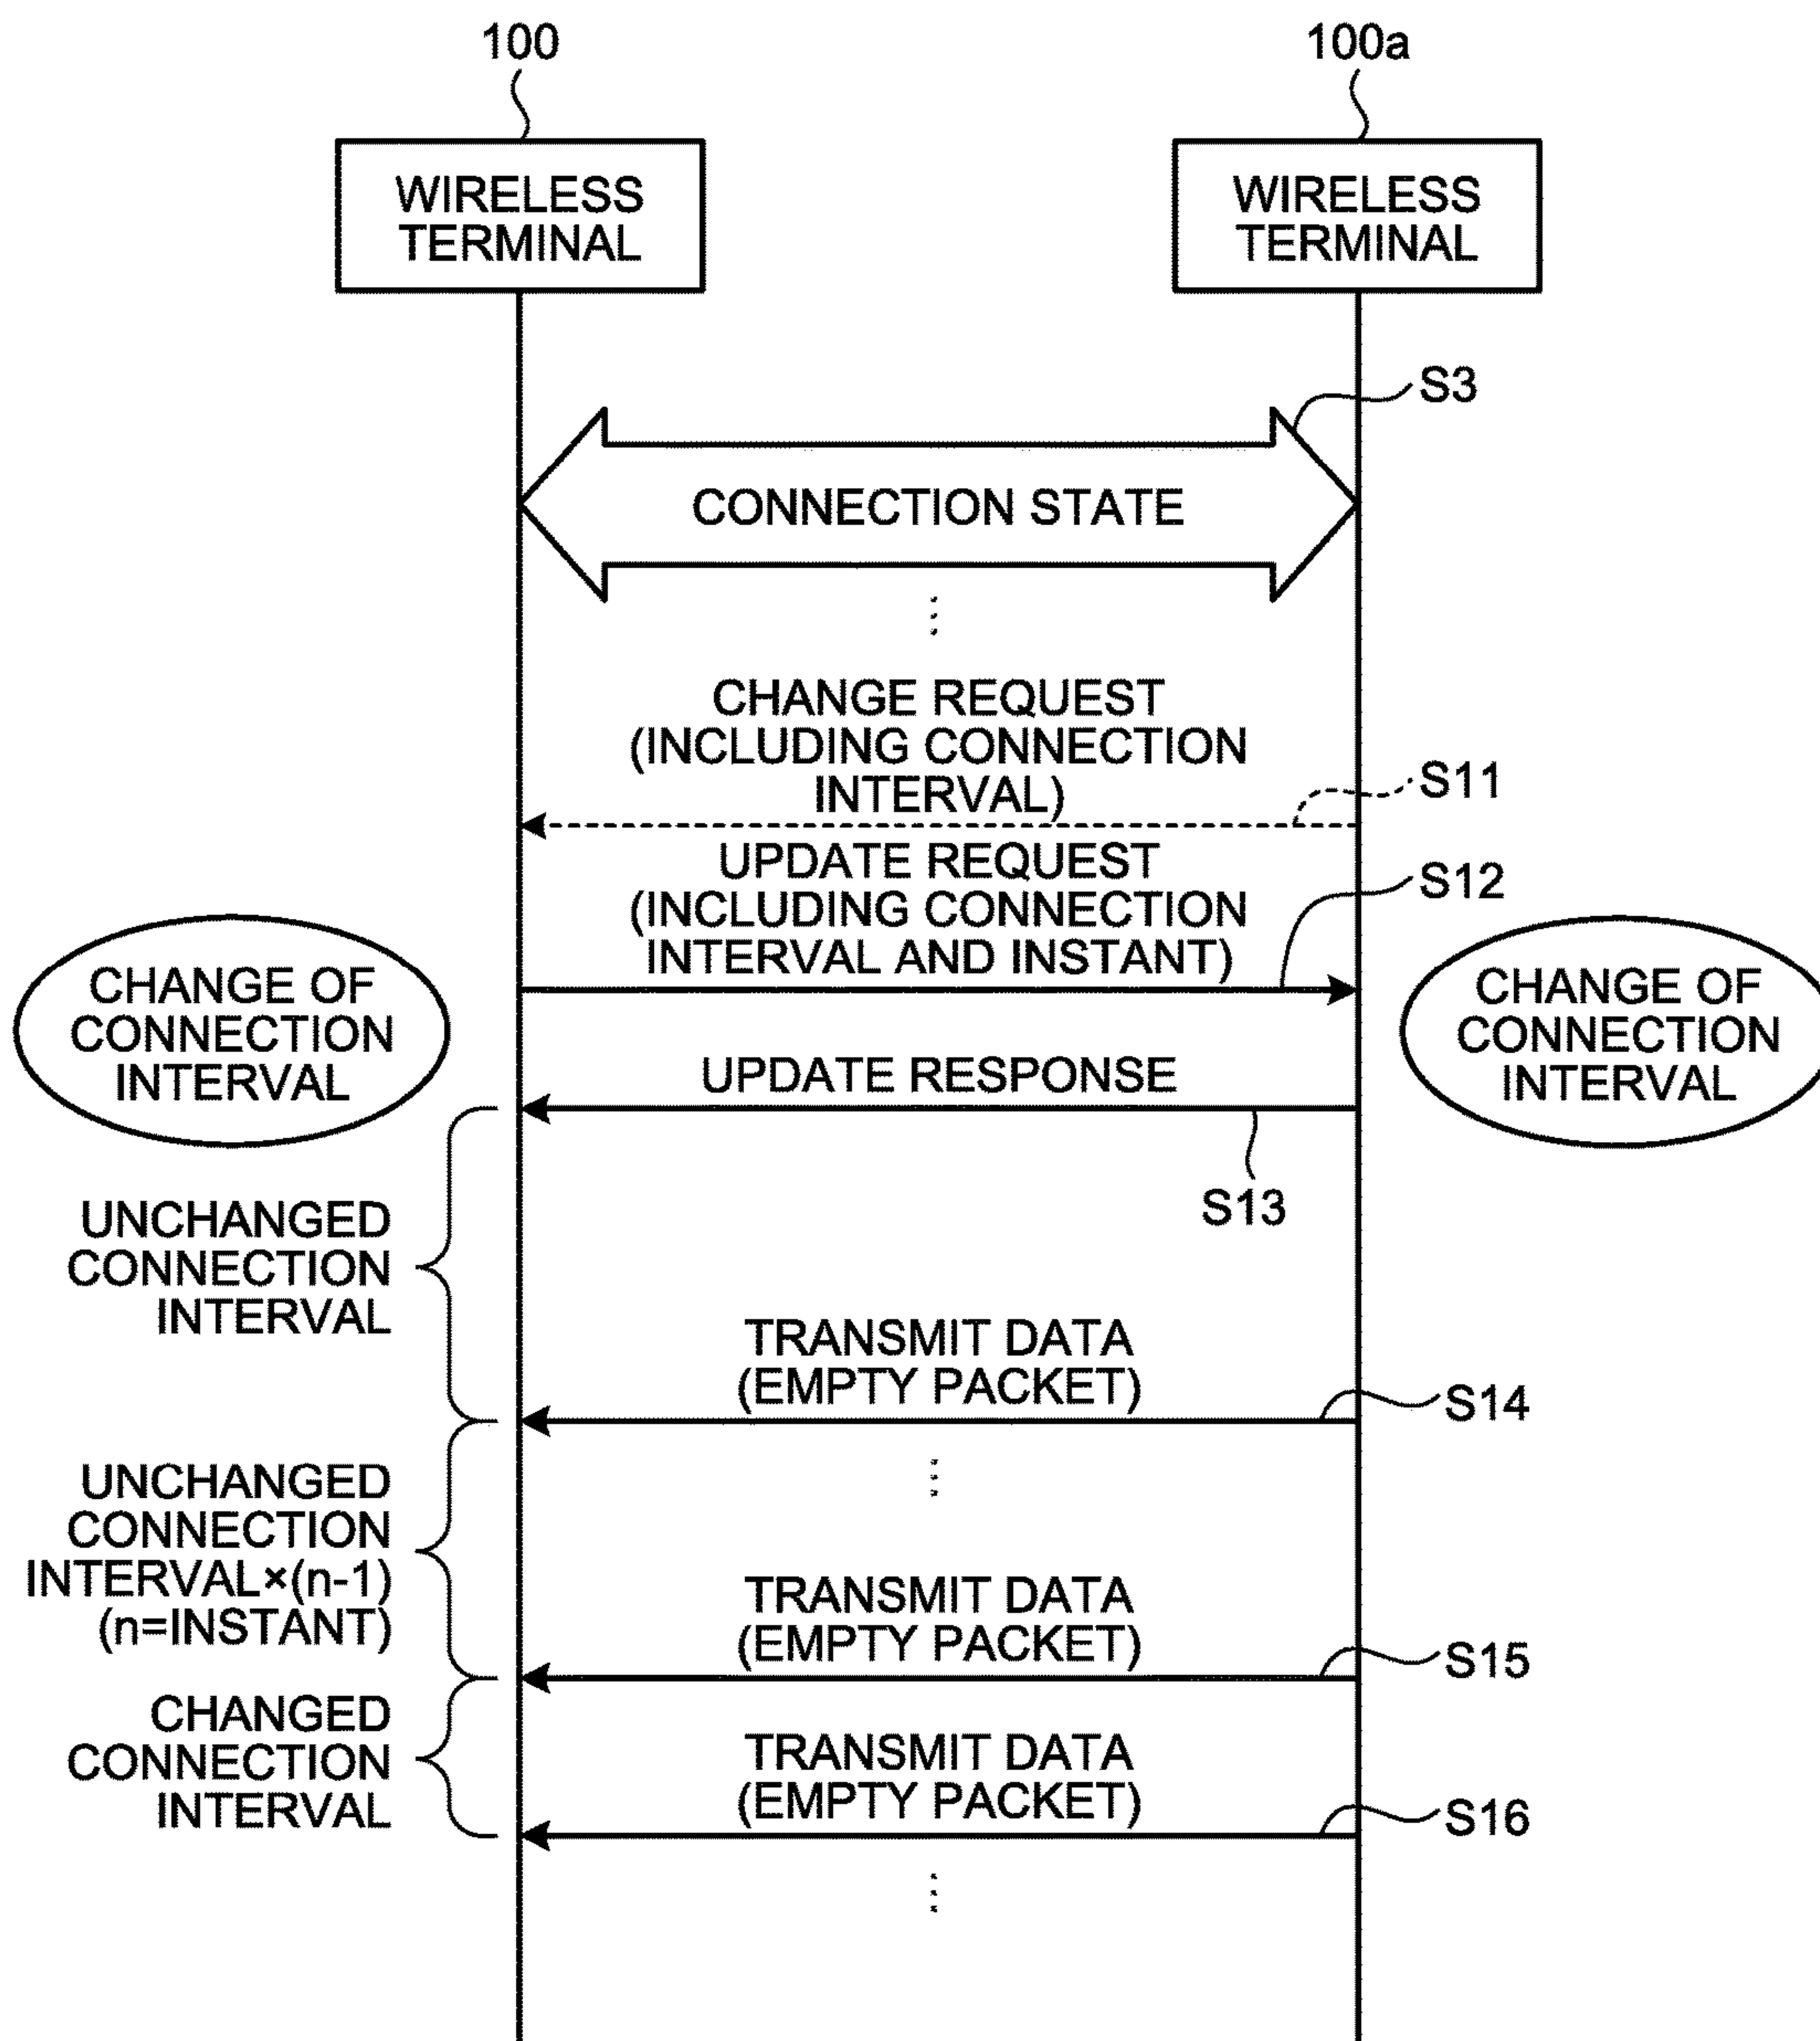 100
100a
WIRELESS
TERMINAL
WIRELESS
TERMINAL
S3
CONNECTION STATE
CHANGE REQUEST
(INCLUDING CONNECTION
INTERVAL)
S11
UPDATE REQUEST
(INCLUDING CONNECTION
INTERVAL AND INSTANT)
S12
CHANGE OF
CONNECTION
INTERVAL
CHANGE OF
CONNECTION
INTERVAL
UPDATE RESPONSE
S13
UNCHANGED
CONNECTION
INTERVAL
TRANSMIT DATA
(EMPTY PACKET)
S14
UNCHANGED
CONNECTION
INTERVAL×(n-1)
(n=INSTANT)
TRANSMIT DATA
(EMPTY PACKET)
S15
CHANGED
CONNECTION
INTERVAL
TRANSMIT DATA
(EMPTY PACKET)
S16